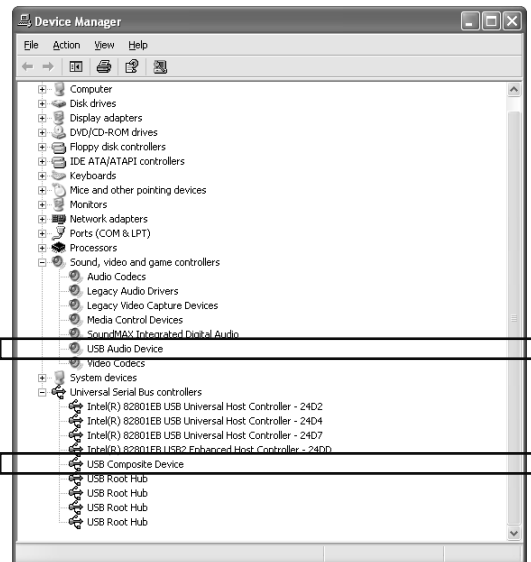 Device Manager
File Action View Help
Computer
Disk drives
Display adapters
DVD/CD-ROM drives
Floppy disk controllers
IDE ATA/ATAPI controllers
Keyboards
Mice and other pointing devices
Monitors
Network adapters
Ports (COM & LPT)
Processors
Sound, video and game controllers
Audio Codecs
Legacy Audio Drivers
Legacy Video Capture Devices
Media Control Devices
SoundMAX Integrated Digital Audio
USB Audio Device
Video Codecs
System devices
Universal Serial Bus controllers
Intel(R) 82801EB USB Universal Host Controller - 24D2
Intel(R) 82801EB USB Universal Host Controller - 24D4
Intel(R) 82801EB USB Universal Host Controller - 24D7
Intel(R) 82801EB USB2 Enhanced Host Controller - 24DD
USB Composite Device
USB Root Hub
USB Root Hub
USB Root Hub
USB Root Hub